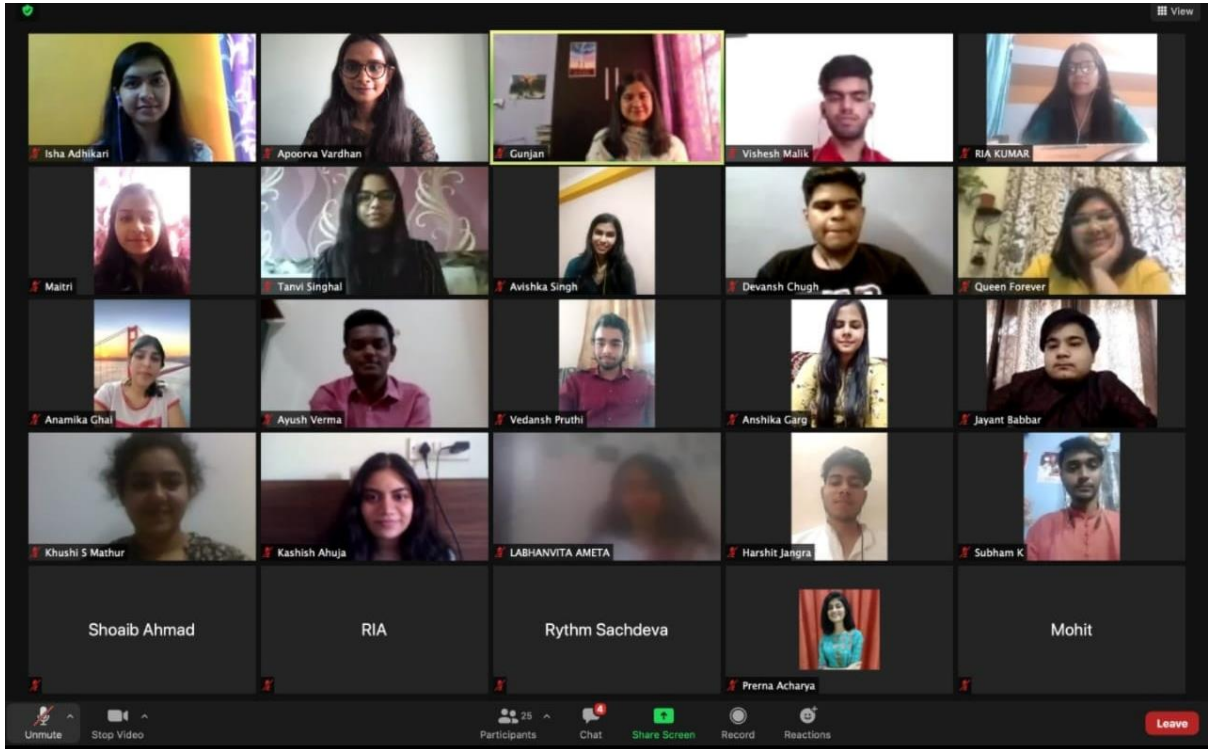 View
Isha Adhikari
Apoorva Vardhan
Gunjan
Vishesh Malik
RIA KUMAR
Maitri
Tanvi Singhal
Avishka Singh
Devansh Chugh
Queen Forever
Anamika Ghai
Ayush Verma
Vedansh Pruthi
Anshika Garg
Jayant Babbar
Khushi S Mathur
Kashish Ahuja
LABHANVITA AMETA
Harshit Jangra
Subham K
Shoaib Ahmad
RIA
Rythm Sachdeva
Prerna Acharya
Mohit
Unmute
Stop Video
Participants 25
Chat 4
Share Screen
Record
Reactions
Leave